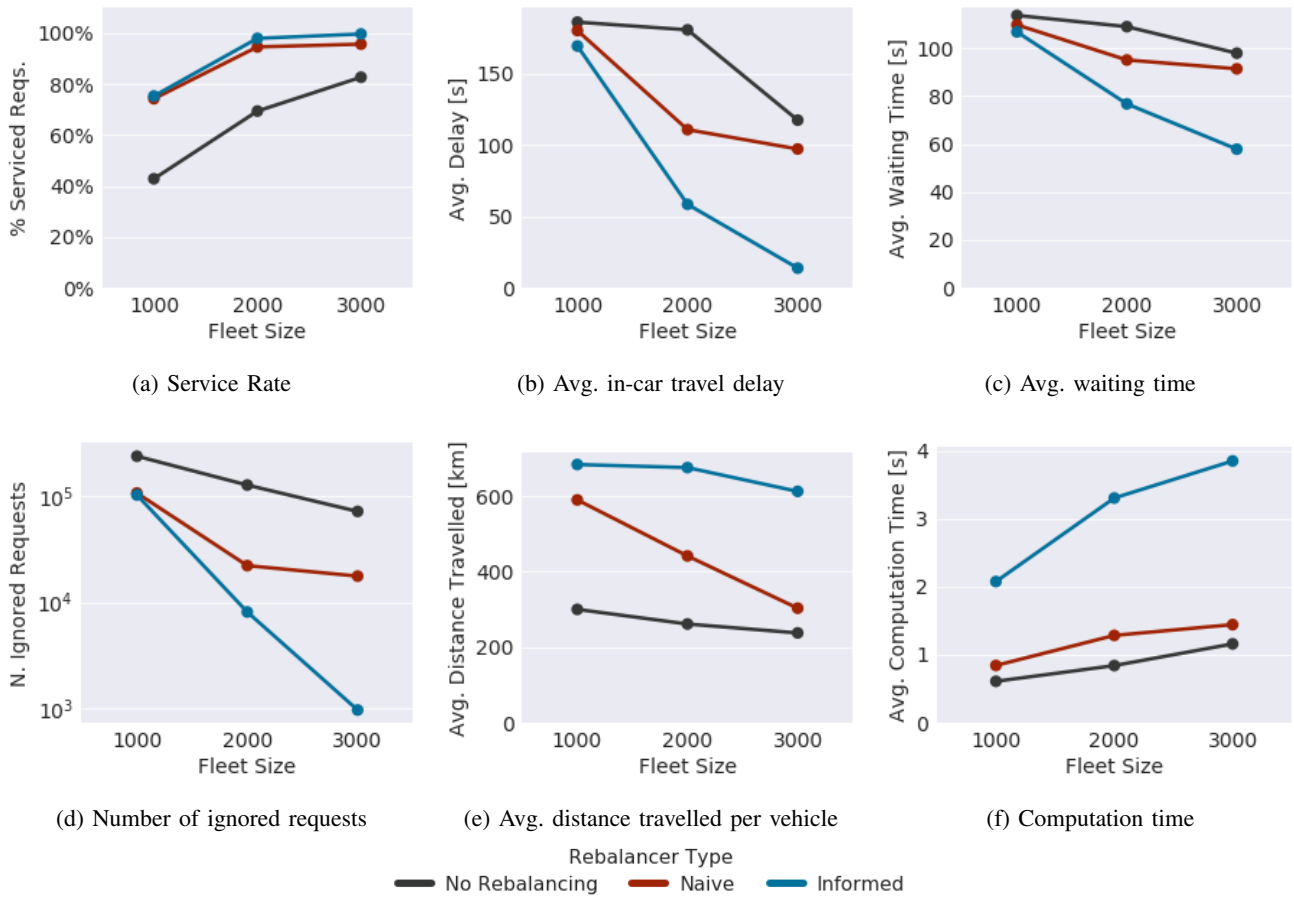 % Serviced Reqs.
100%
80%
60%
40%
20%
0%
1000 2000 3000
Fleet Size
(a) Service Rate
Avg. Delay [s]
150
100
50
0
1000 2000 3000
Fleet Size
(b) Avg. in-car travel delay
Avg. Waiting Time [s]
100
80
60
40
20
0
1000 2000 3000
Fleet Size
(c) Avg. waiting time
N. Ignored Requests
10^5
10^4
10^3
1000 2000 3000
Fleet Size
(d) Number of ignored requests
Avg. Distance Travelled [km]
600
400
200
0
1000 2000 3000
Fleet Size
(e) Avg. distance travelled per vehicle
Avg. Computation Time [s]
4
3
2
1
0
1000 2000 3000
Fleet Size
(f) Computation time
Rebalancer Type
No Rebalancing Naive Informed